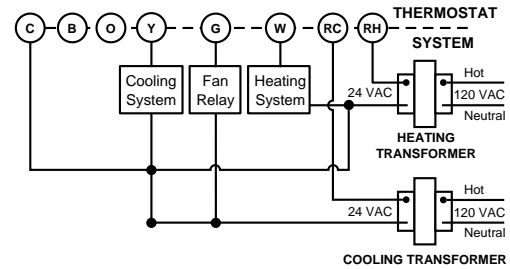 THERMOSTAT
C B O Y G W RC RH
SYSTEM
Cooling
System
Fan
Relay
Heating
System
24 VAC
Hot
120 VAC
Neutral
HEATING
TRANSFORMER
24 VAC
Hot
120 VAC
Neutral
COOLING TRANSFORMER